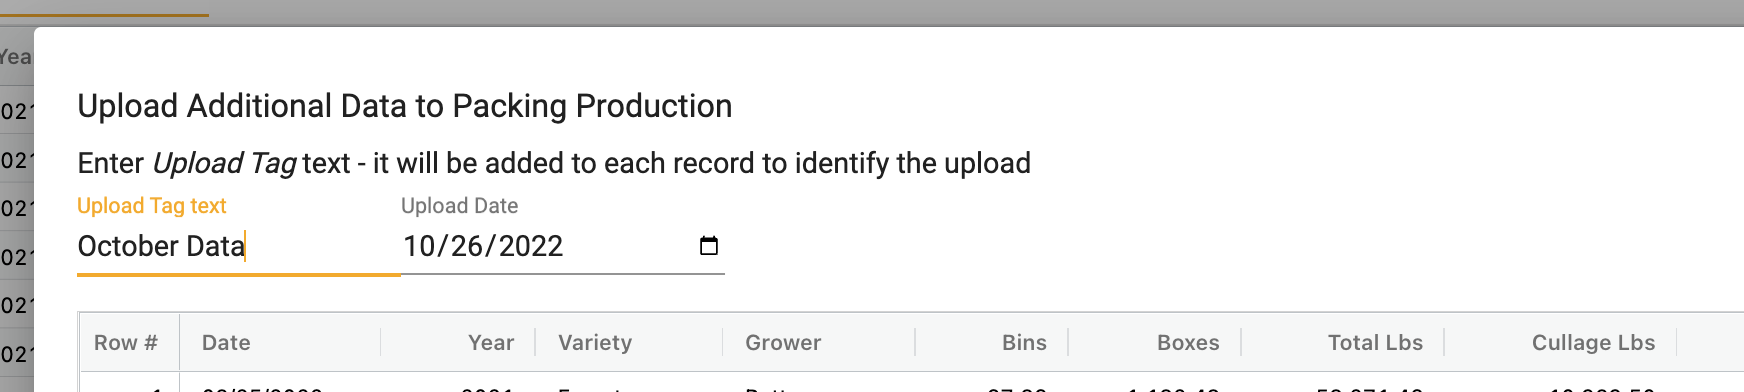 Upload Additional Data to Packing Production
Enter Upload Tag text - it will be added to each record to identify the upload
Upload Tag text Upload Date
October Data 10/26/2022
Row # Date Year Variety Grower Bins Boxes Total Lbs Cullage Lbs